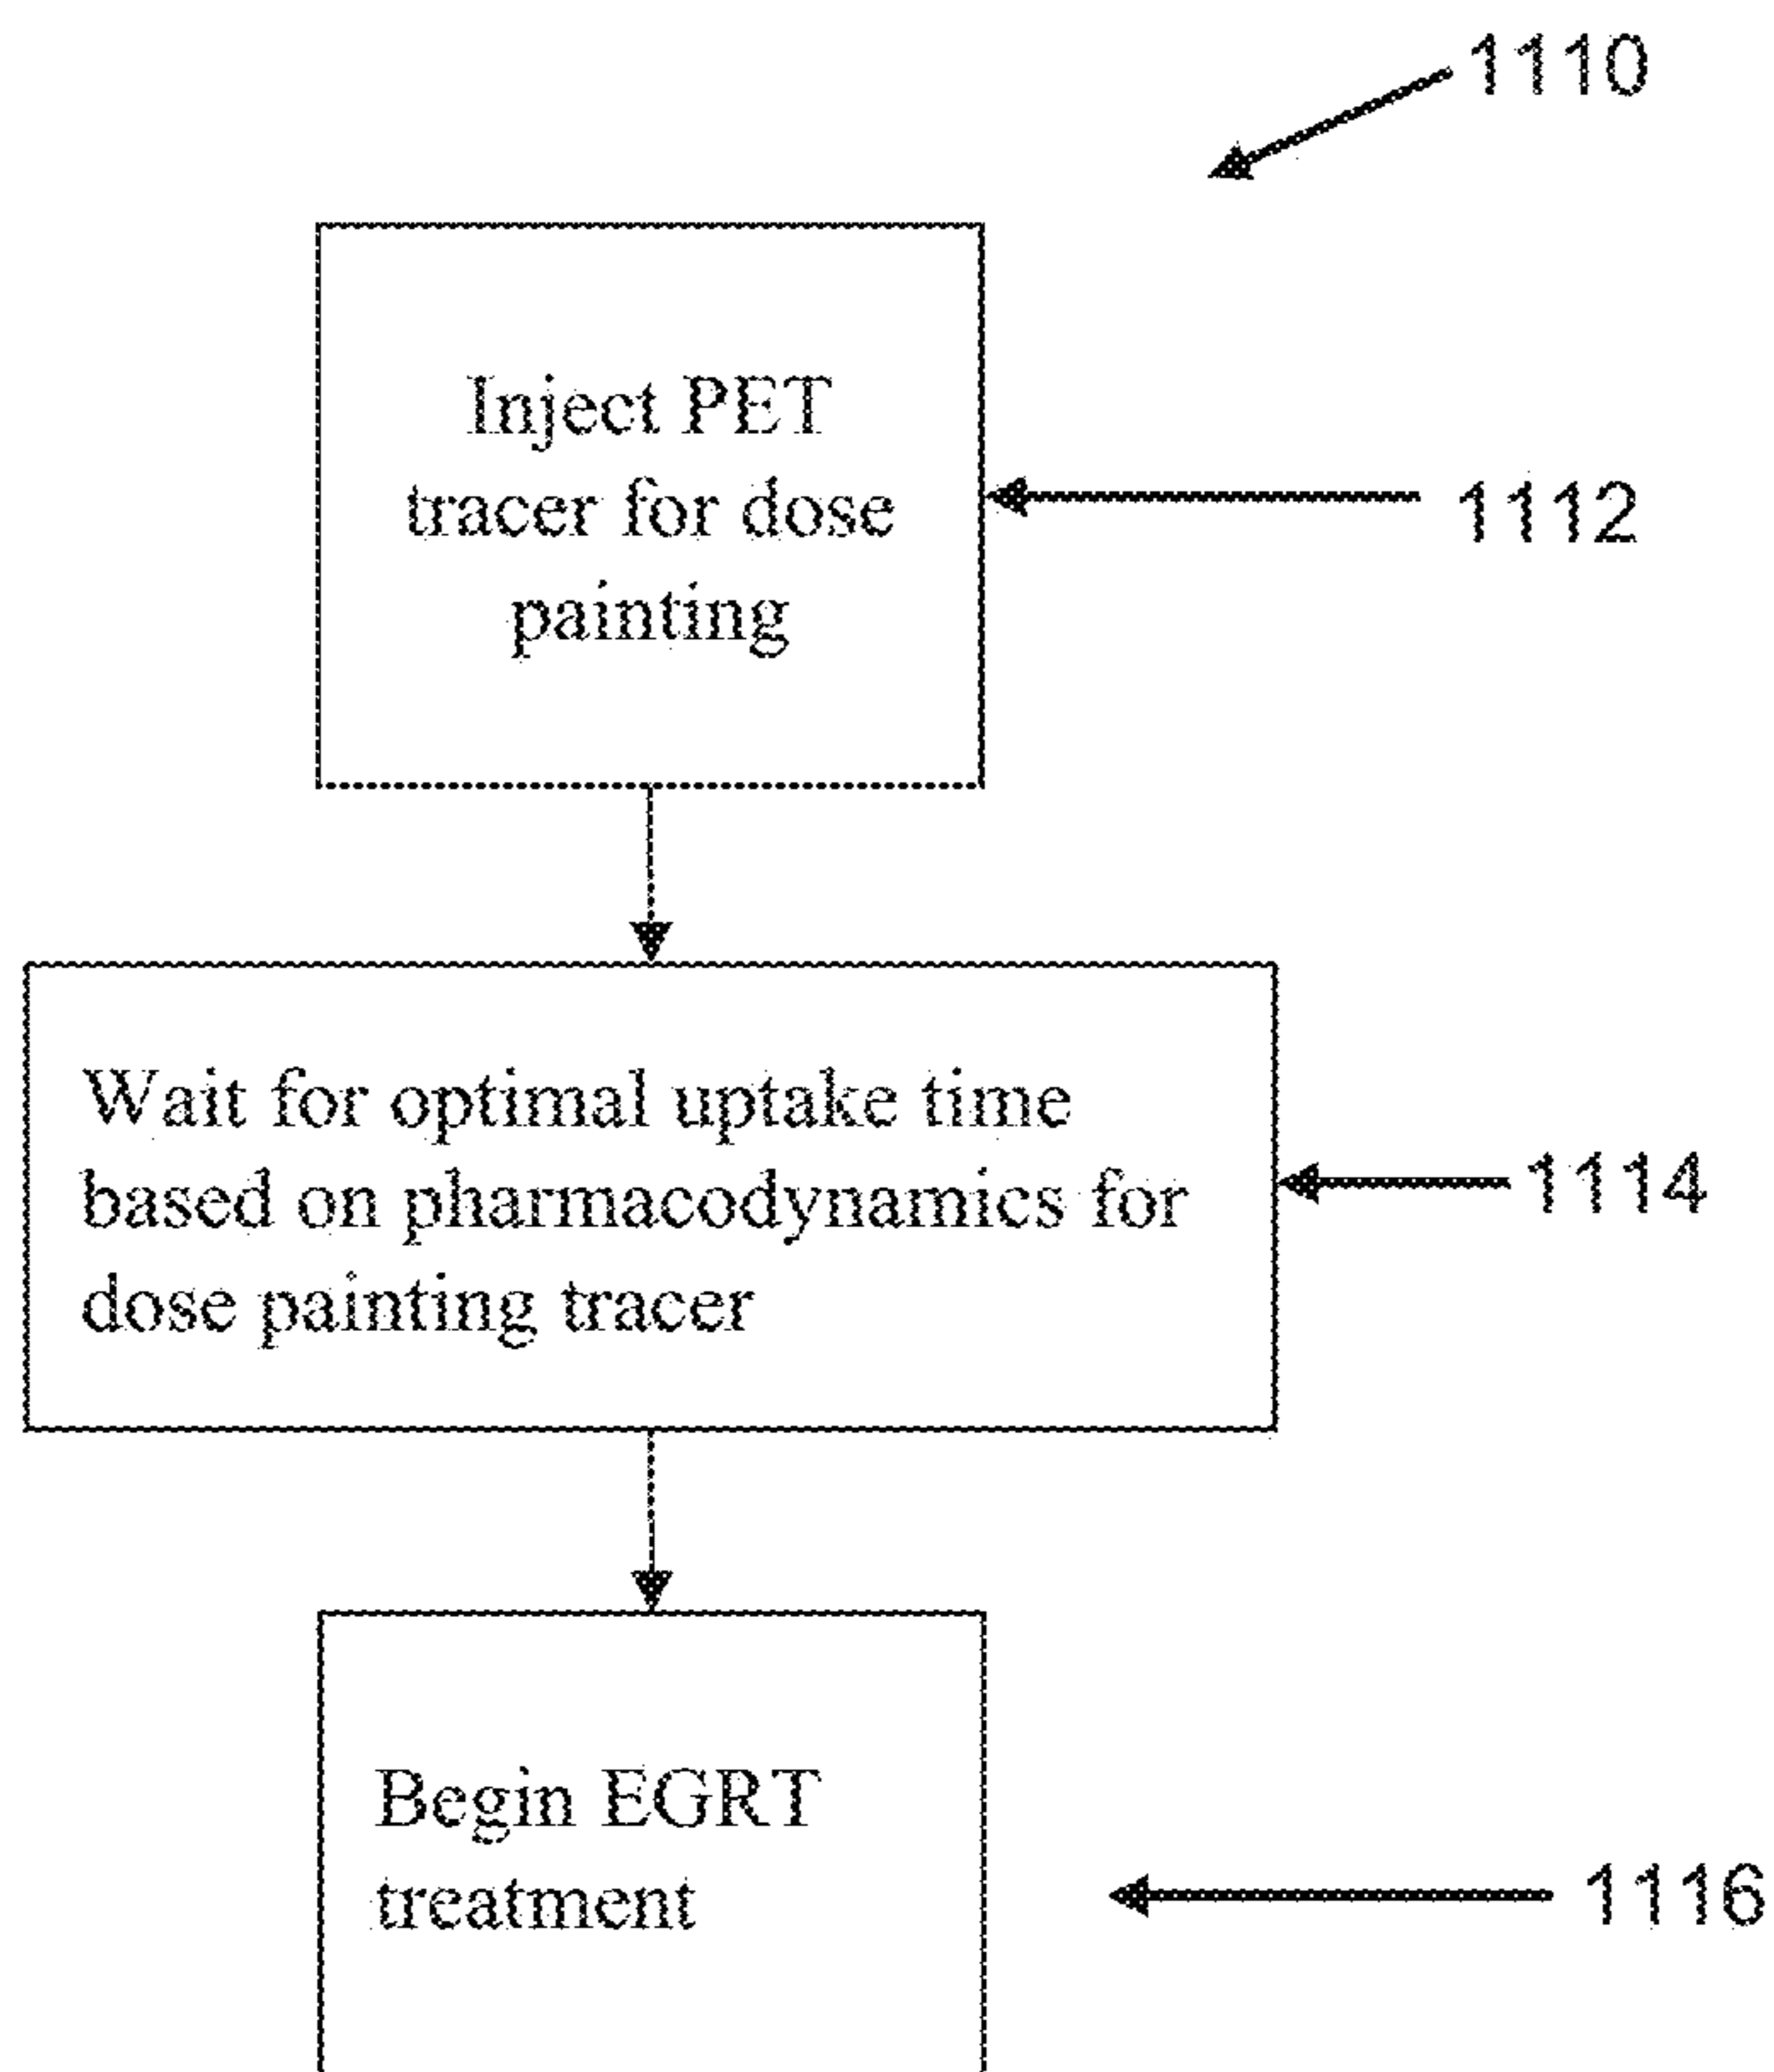 1110
Inject PET
tracer for dose
painting
1112
Wait for optimal uptake time
based on pharmacodynamics for
dose painting tracer
1114
Begin EGRT
treatment
1116